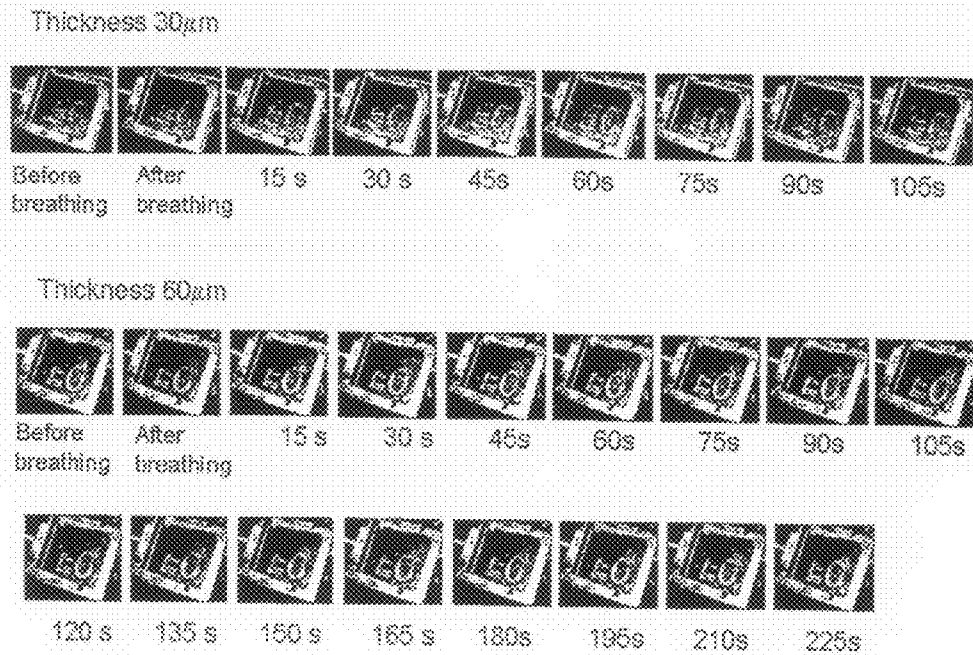 Thickness 30μm
Before breathing
After breathing
15 s
30 s
45s
60s
75s
90s
105s
Thickness 60μm
Before breathing
After breathing
15 s
30 s
45s
60s
75s
90s
105s
120 s
135 s
150 s
165 s
180s
195s
210s
225s